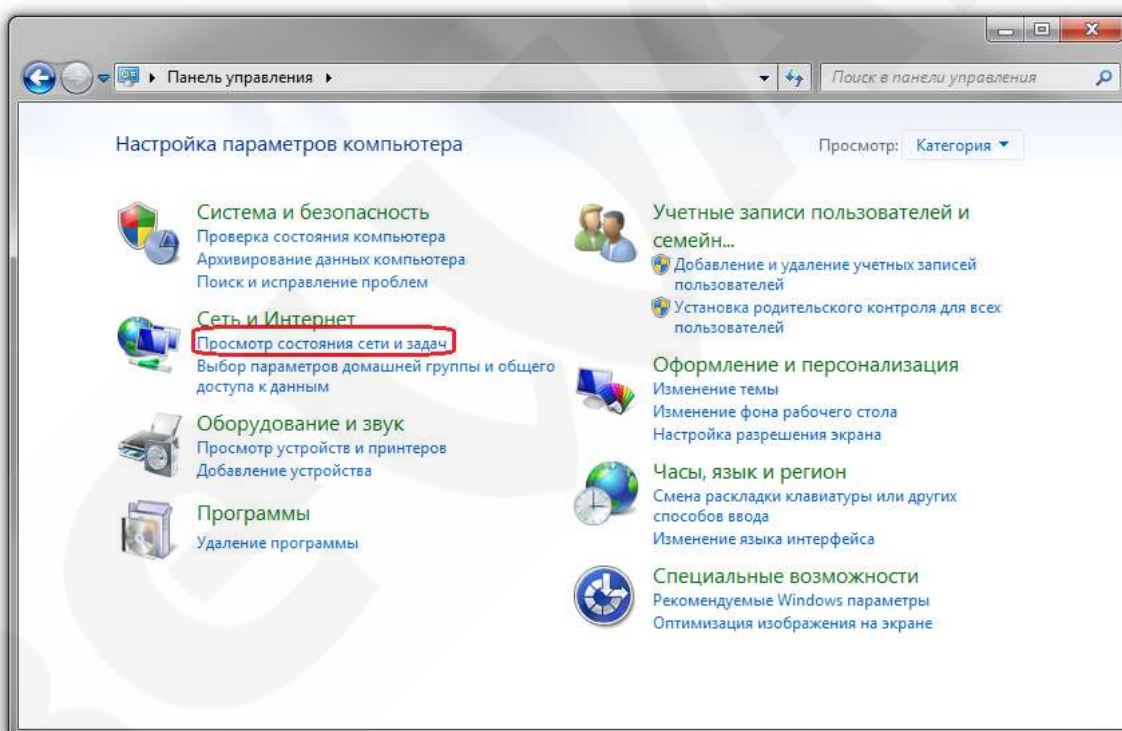 Панель управления
Поиск в панели управления
Настройка параметров компьютера
Просмотр: Категория
Система и безопасность
Проверка состояния компьютера
Архивирование данных компьютера
Поиск и исправление проблем
Сеть и Интернет
Просмотр состояния сети и задач
Выбор параметров домашней группы и общего
доступа к данным
Оборудование и звук
Просмотр устройств и принтеров
Добавление устройства
Программы
Удаление программы
Учетные записи пользователей и
семейн...
Добавление и удаление учетных записей
пользователей
Установка родительского контроля для всех
пользователей
Оформление и персонализация
Изменение темы
Изменение фона рабочего стола
Настройка разрешения экрана
Часы, язык и регион
Смена раскладки клавиатуры или других
способов ввода
Изменение языка интерфейса
Специальные возможности
Рекомендуемые Windows параметры
Оптимизация изображения на экране